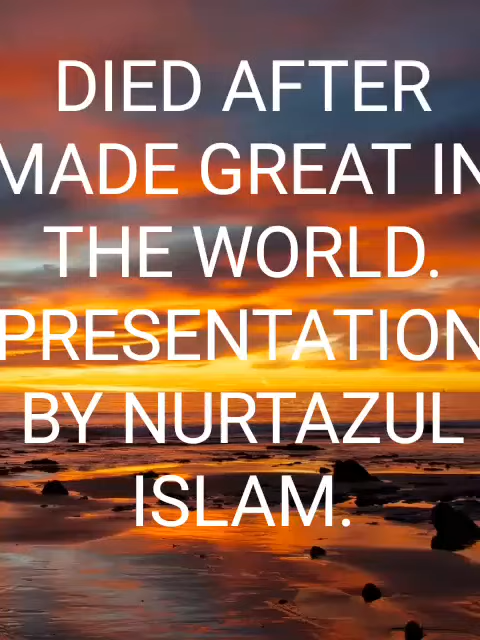 DIED AFTER
MADE GREAT IN
THE WORLD.
PRESENTATION
BY NURTAZUL
ISLAM.